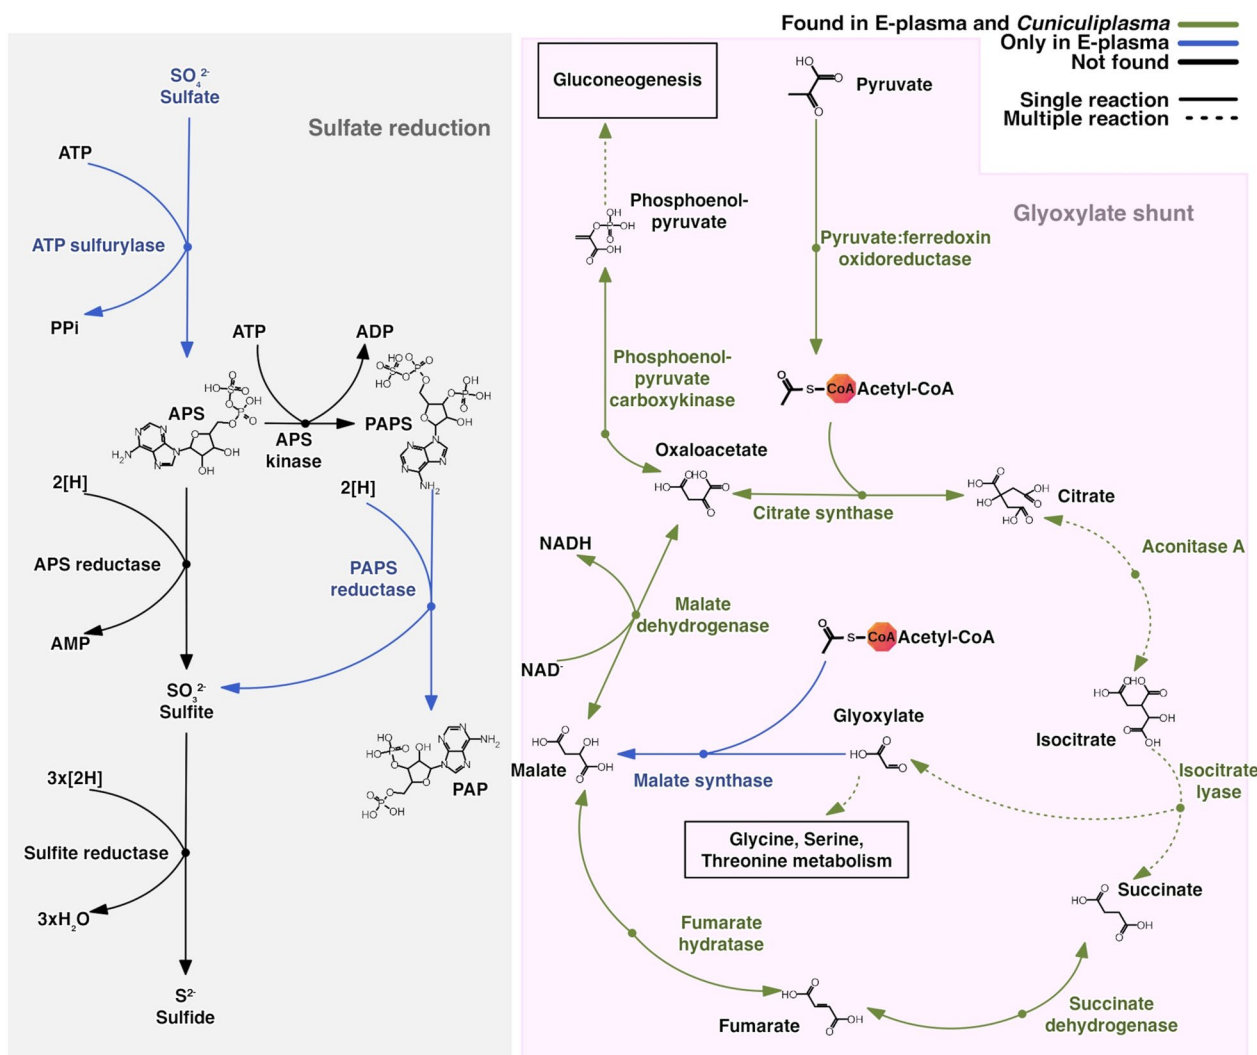 Found in E-plasma and Cuniculiplasma
Only in E-plasma
Not found
Single reaction
Multiple reaction
Sulfate reduction
SO₄²⁻
Sulfate
ATP
ATP sulfurylase
PPi
ATP
ADP
APS
APS
kinase
PAPS
2[H]
APS reductase
AMP
2[H]
PAPS
reductase
SO₃²⁻
Sulfite
PAP
3x[2H]
Sulfite reductase
3xH₂O
S²⁻
Sulfide
Glyoxylate shunt
Gluconeogenesis
Pyruvate
Phosphoenol-
pyruvate
Pyruvate:ferredoxin
oxidoreductase
Phosphoenol-
pyruvate
carboxykinase
S
CoA
Acetyl-CoA
Oxaloacetate
Citrate synthase
Citrate
Aconitase A
NADH
Malate
dehydrogenase
NAD⁻
S
CoA
Acetyl-CoA
Glyoxylate
Isocitrate
Isocitrate
lyase
Malate
Malate synthase
Glycine, Serine,
Threonine metabolism
Succinate
Fumarate
hydratase
Fumarate
Succinate
dehydrogenase